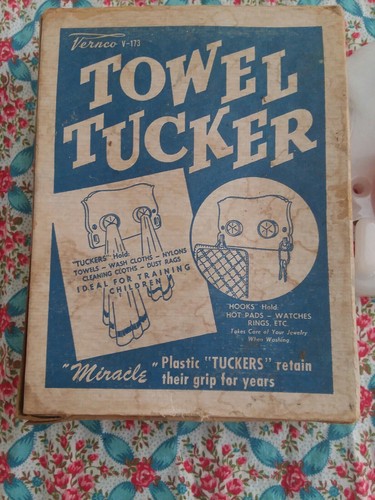 Vernco V-173
TOWEL
TUCKER
"TUCKERS" Hold
TOWELS - WASH CLOTHS - NYLONS
CLEANING CLOTHS - DUST RAGS
IDEAL FOR TRAINING
CHILDREN
"HOOKS" Hold
HOT PADS - WATCHES
RINGS, ETC.
Takes Care of Your Jewelry
When Washing
"Miracle" Plastic "TUCKERS" retain
their grip for years